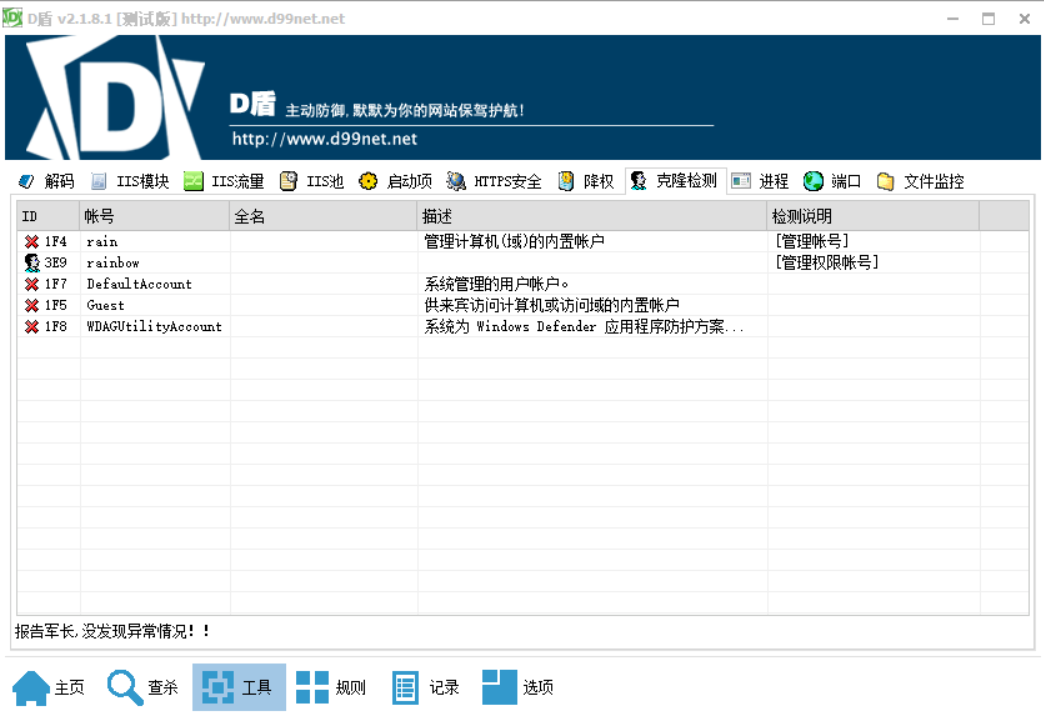 D盾 v2.1.8.1 [测试版] http://www.d99net.net
D
D盾 主动防御,默默为你的网站保驾护航!
http://www.d99net.net
解码 IIS模块 IIS流量 IIS池 启动项 HTTPS安全 降权 克隆检测 进程 端口 文件监控
ID 帐号 全名 描述 检测说明
1F4 rain 管理计算机(域)的内置帐户 [管理帐号]
3E9 rainbow [管理权限帐号]
1F7 DefaultAccount 系统管理的用户帐户。
1F5 Guest 供来宾访问计算机或访问域的内置帐户
1F8 WDAGUtilityAccount 系统为 Windows Defender 应用程序防护方案...
报告军长,没发现异常情况!!
主页 查杀 工具 规则 记录 选项